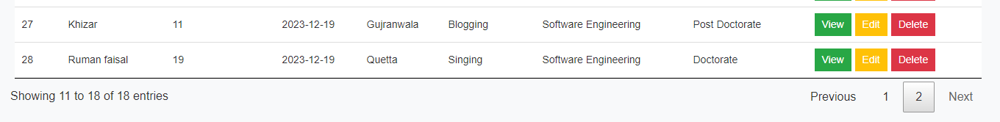 27 Khizar 11 2023-12-19 Gujranwala Blogging Software Engineering Post Doctorate View Edit Delete
28 Ruman faisal 19 2023-12-19 Quetta Singing Software Engineering Doctorate View Edit Delete
Showing 11 to 18 of 18 entries Previous 1 2 Next